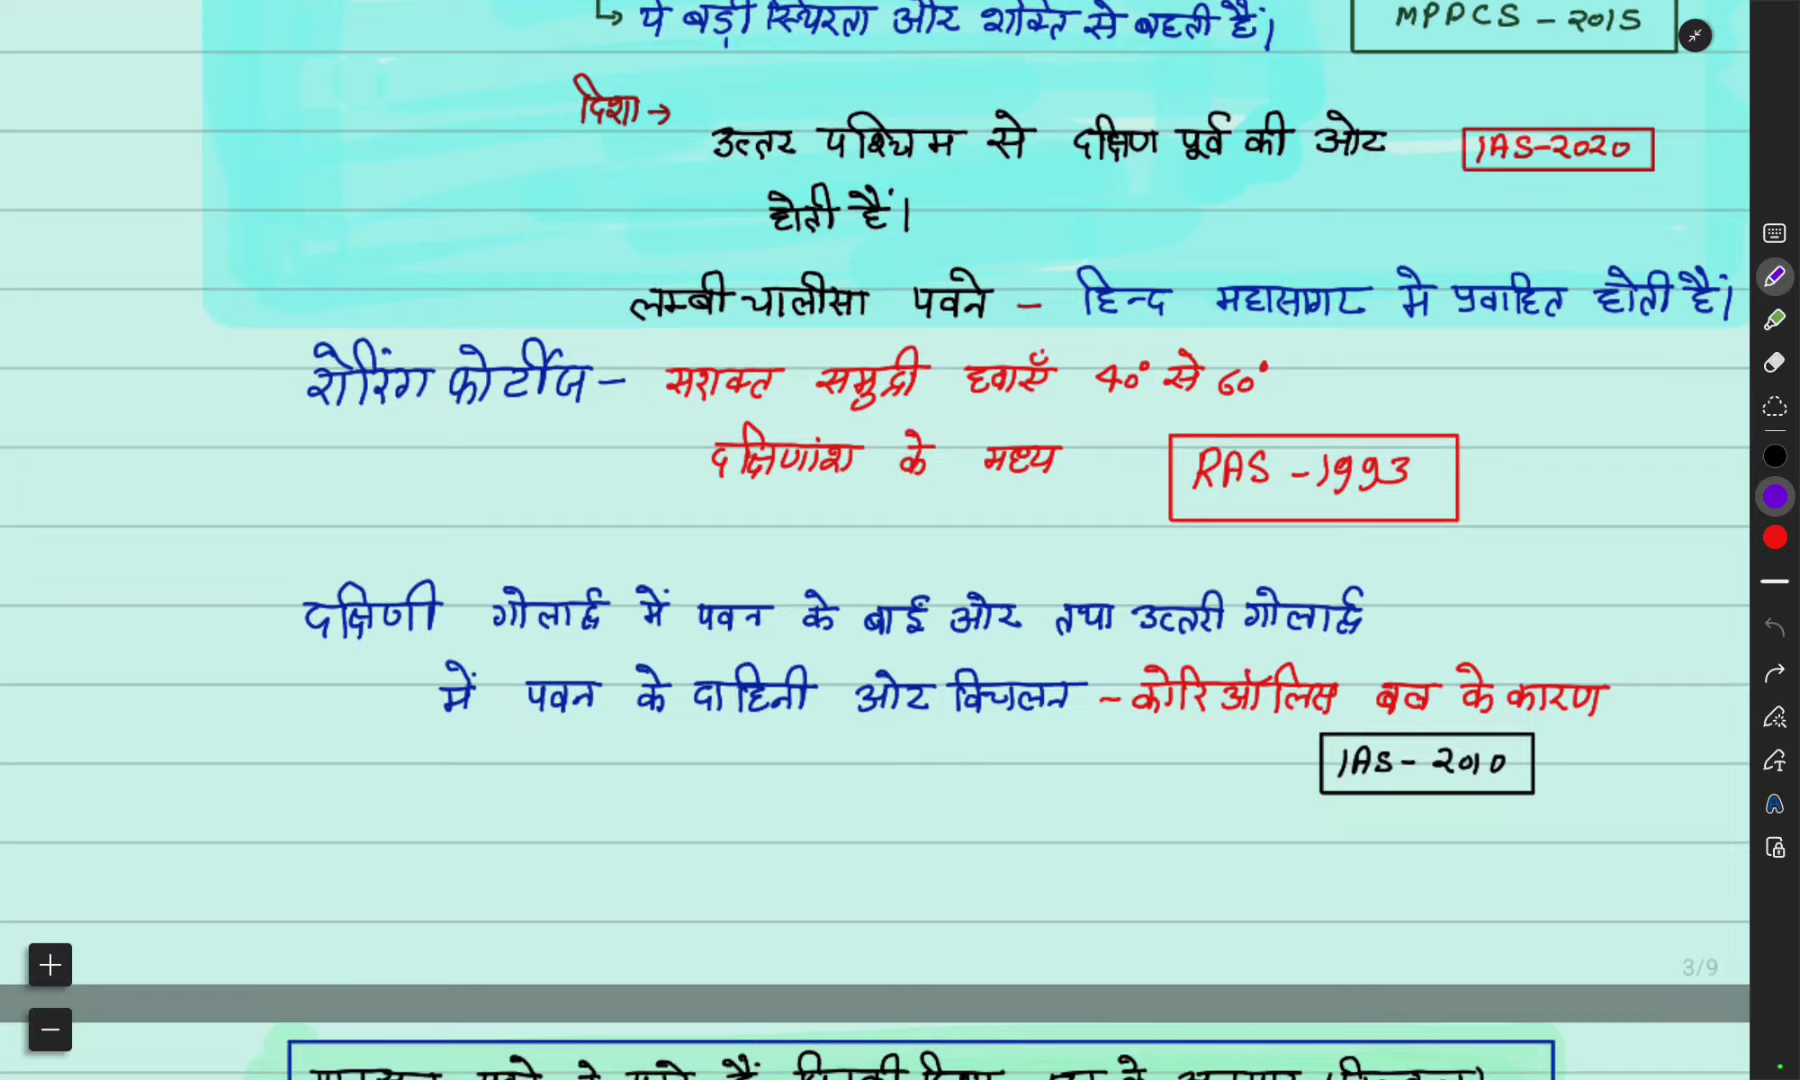 ↳ ये बड़ी स्थिरता और शक्ति से बहती हैं।
MPPCS - 2015
दिशा →
उत्तर पश्चिम से दक्षिण पूर्व की ओर
IAS-2020
होती हैं।
लम्बी चालीसा पवने - हिन्द महासागर मे प्रवाहित होती हैं।
रोरिंग फोर्टीज - सशक्त समुद्री हवाएँ 40° से 60°
दक्षिणांश के मध्य
RAS - 1993
दक्षिणी गोलार्द्ध में पवन के बाईं ओर तथा उत्तरी गोलार्द्ध
में पवन के दाहिनी ओर विचलन - कोरिऑलिस बल के कारण
IAS - 2010
3/9